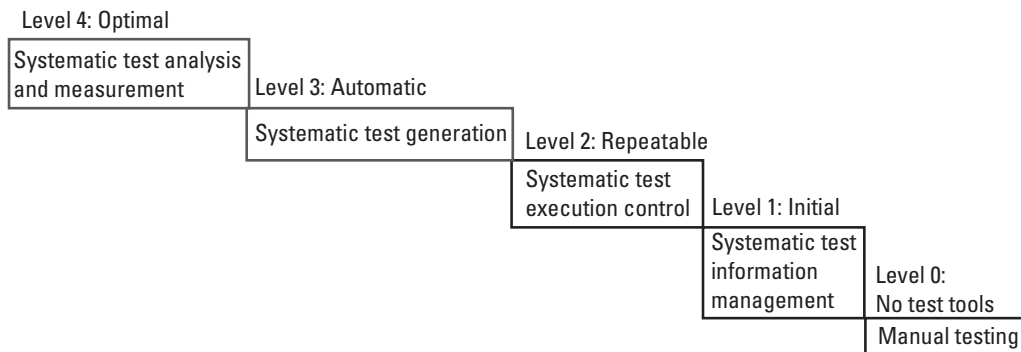 Level 4: Optimal
Systematic test analysis
and measurement
Level 3: Automatic
Systematic test generation
Level 2: Repeatable
Systematic test
execution control
Level 1: Initial
Systematic test
information
management
Level 0:
No test tools
Manual testing